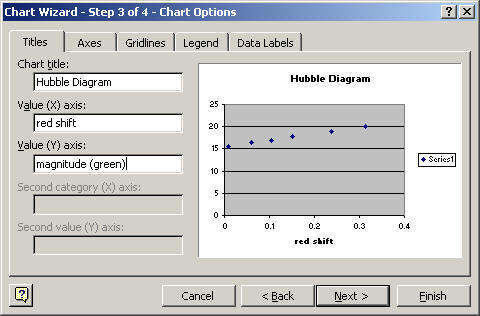 Chart Wizard - Step 3 of 4 - Chart Options
Titles Axes Gridlines Legend Data Labels
Chart title:
Hubble Diagram
Value (X) axis:
red shift
Value (Y) axis:
magnitude (green)
Second category (X) axis:
Second value (Y) axis:
Hubble Diagram
25
20
15
10
5
0
0 0.1 0.2 0.3 0.4
red shift
Series1
Cancel < Back Next > Finish